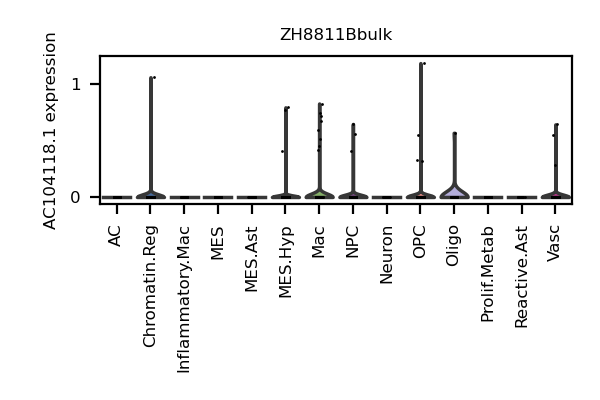 ZH8811Bbulk
AC104118.1 expression
1
0
AC
Chromatin.Reg
Inflammatory.Mac
MES
MES.Ast
MES.Hyp
Mac
NPC
Neuron
OPC
Oligo
Prolif.Metab
Reactive.Ast
Vasc